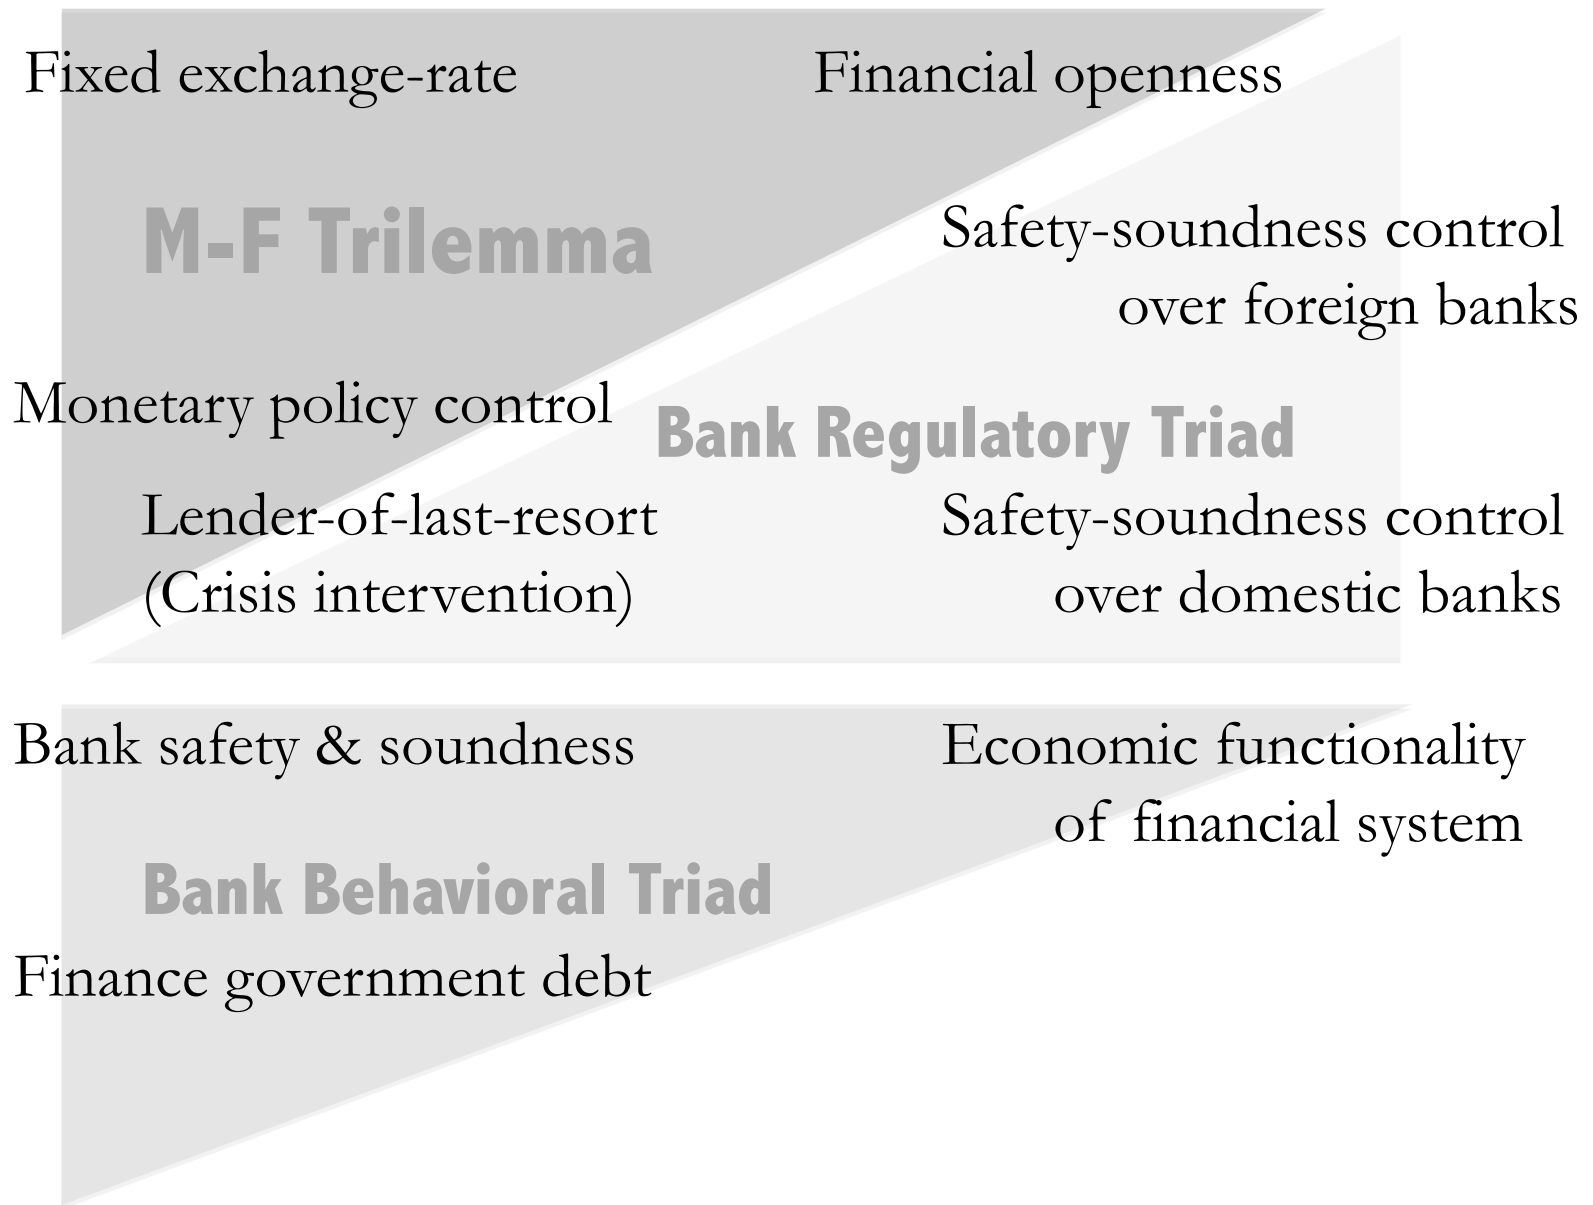 Fixed exchange-rate
Financial openness
M-F Trilemma
Safety-soundness control
over foreign banks
Monetary policy control
Bank Regulatory Triad
Lender-of-last-resort
(Crisis intervention)
Safety-soundness control
over domestic banks
Bank safety & soundness
Economic functionality
of financial system
Bank Behavioral Triad
Finance government debt